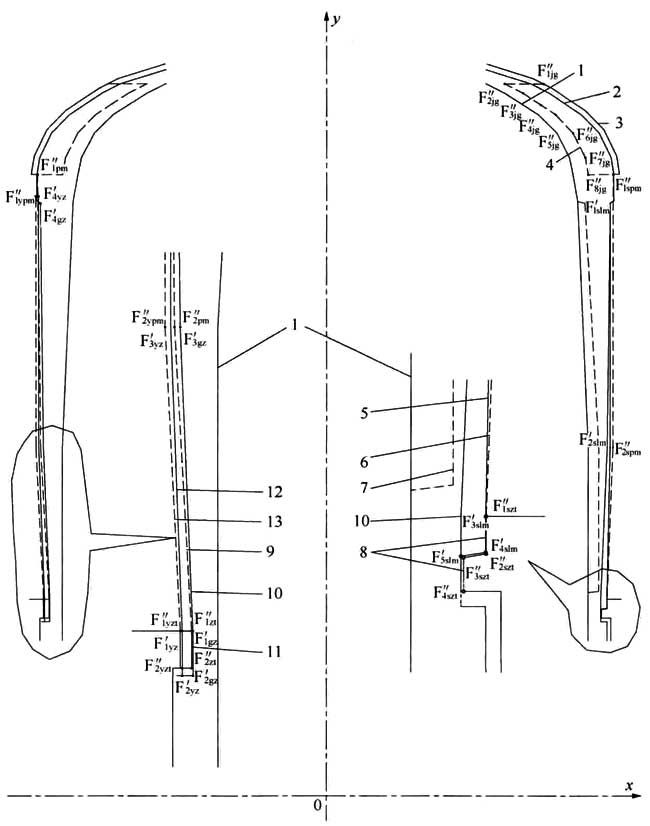 y
F″1jg
1
2
3
F″2jg
F″3jg
F″4jg
F″5jg
F″6jg
F″7jg
4
F″8jg
F″1spm
F′1slm
F″1pm
F″1ypm
F′4yz
F′4gz
F″2ypm
F″2pm
F′3yz
F′3gz
1
5
6
7
F′2slm
F″2spm
12
13
9
10
11
F″1yzt
F″1zt
F′1yz
F′1gz
F″2yzt
F″2zt
F′2yz
F′2gz
10
F″1szt
F′3slm
8
F′4slm
F′5slm
F″2szt
F″3szt
F″4szt
0
x